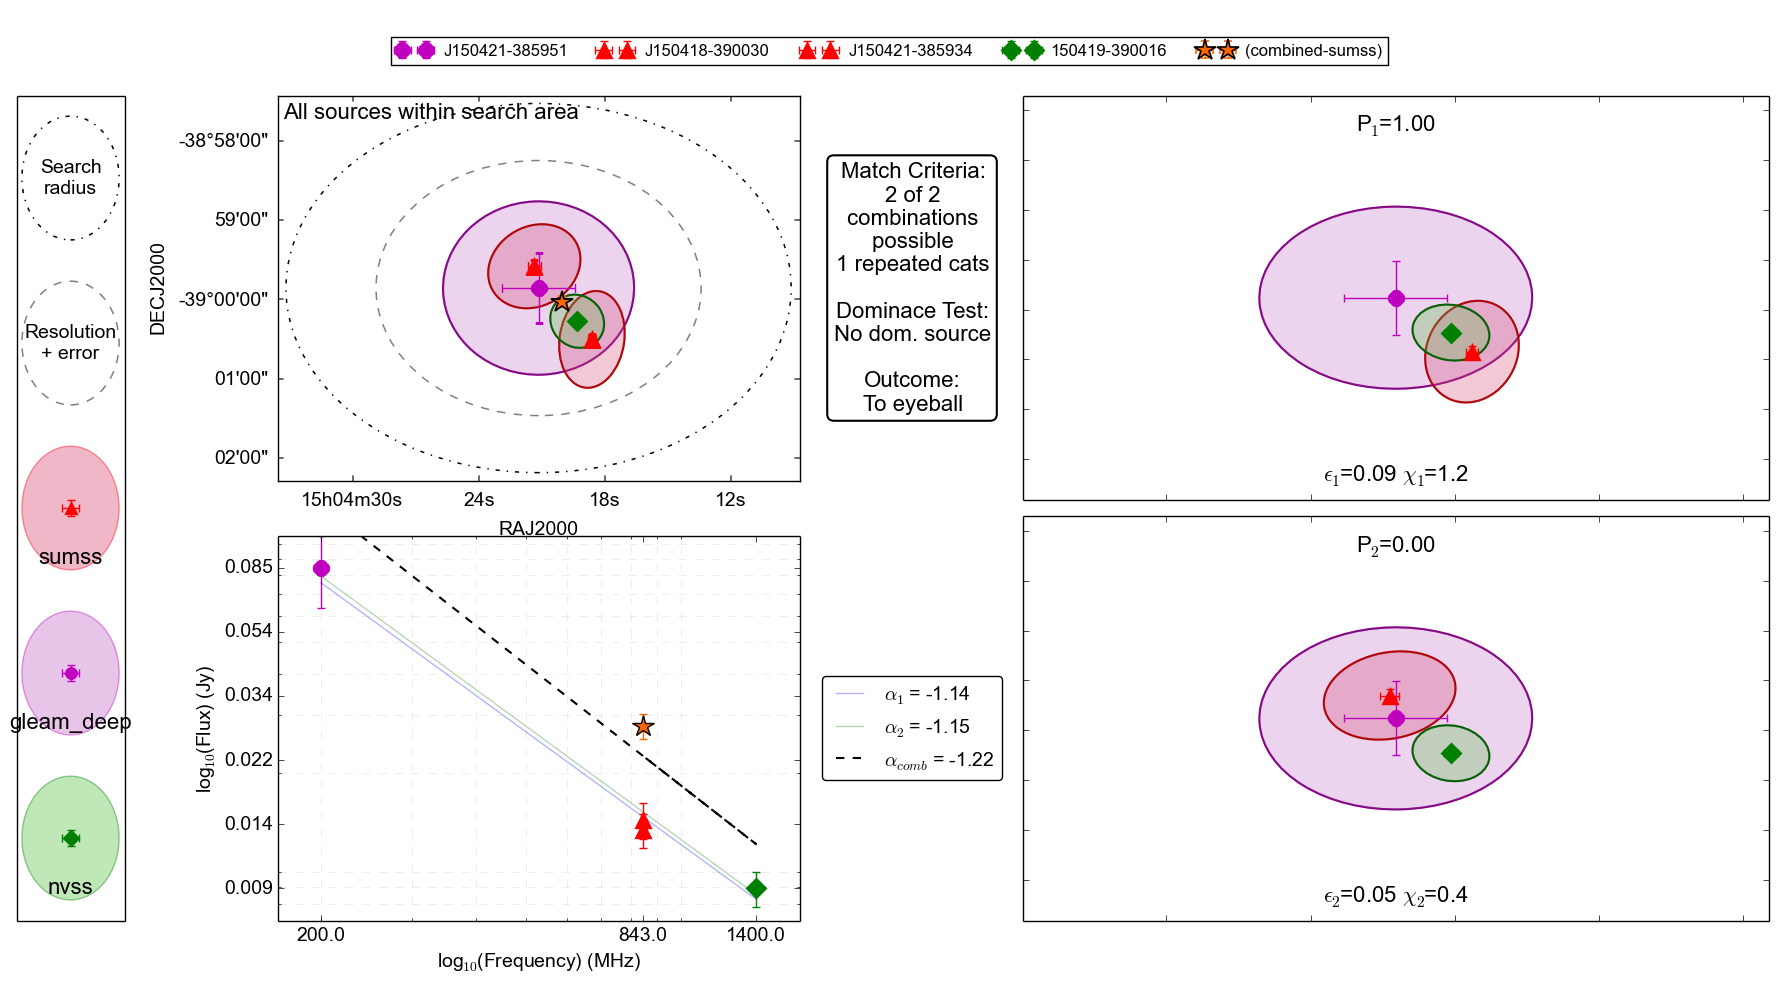 J150421-385951 J150418-390030 J150421-385934 150419-390016 (combined-sumss)
Search
radius
Resolution
+ error
sumss
gleam_deep
nvss
All sources within search area
DECJ2000
-38°58'00"
59'00"
-39°00'00"
01'00"
02'00"
15h04m30s 24s 18s 12s
RAJ2000
Match Criteria:
2 of 2
combinations
possible
1 repeated cats
Dominace Test:
No dom. source
Outcome:
To eyeball
P₁=1.00
ϵ₁=0.09 χ₁=1.2
log₁₀(Flux) (Jy)
0.085
0.054
0.034
0.022
0.014
0.009
200.0 843.0 1400.0
log₁₀(Frequency) (MHz)
α₁ = -1.14
α₂ = -1.15
α_comb = -1.22
P₂=0.00
ϵ₂=0.05 χ₂=0.4